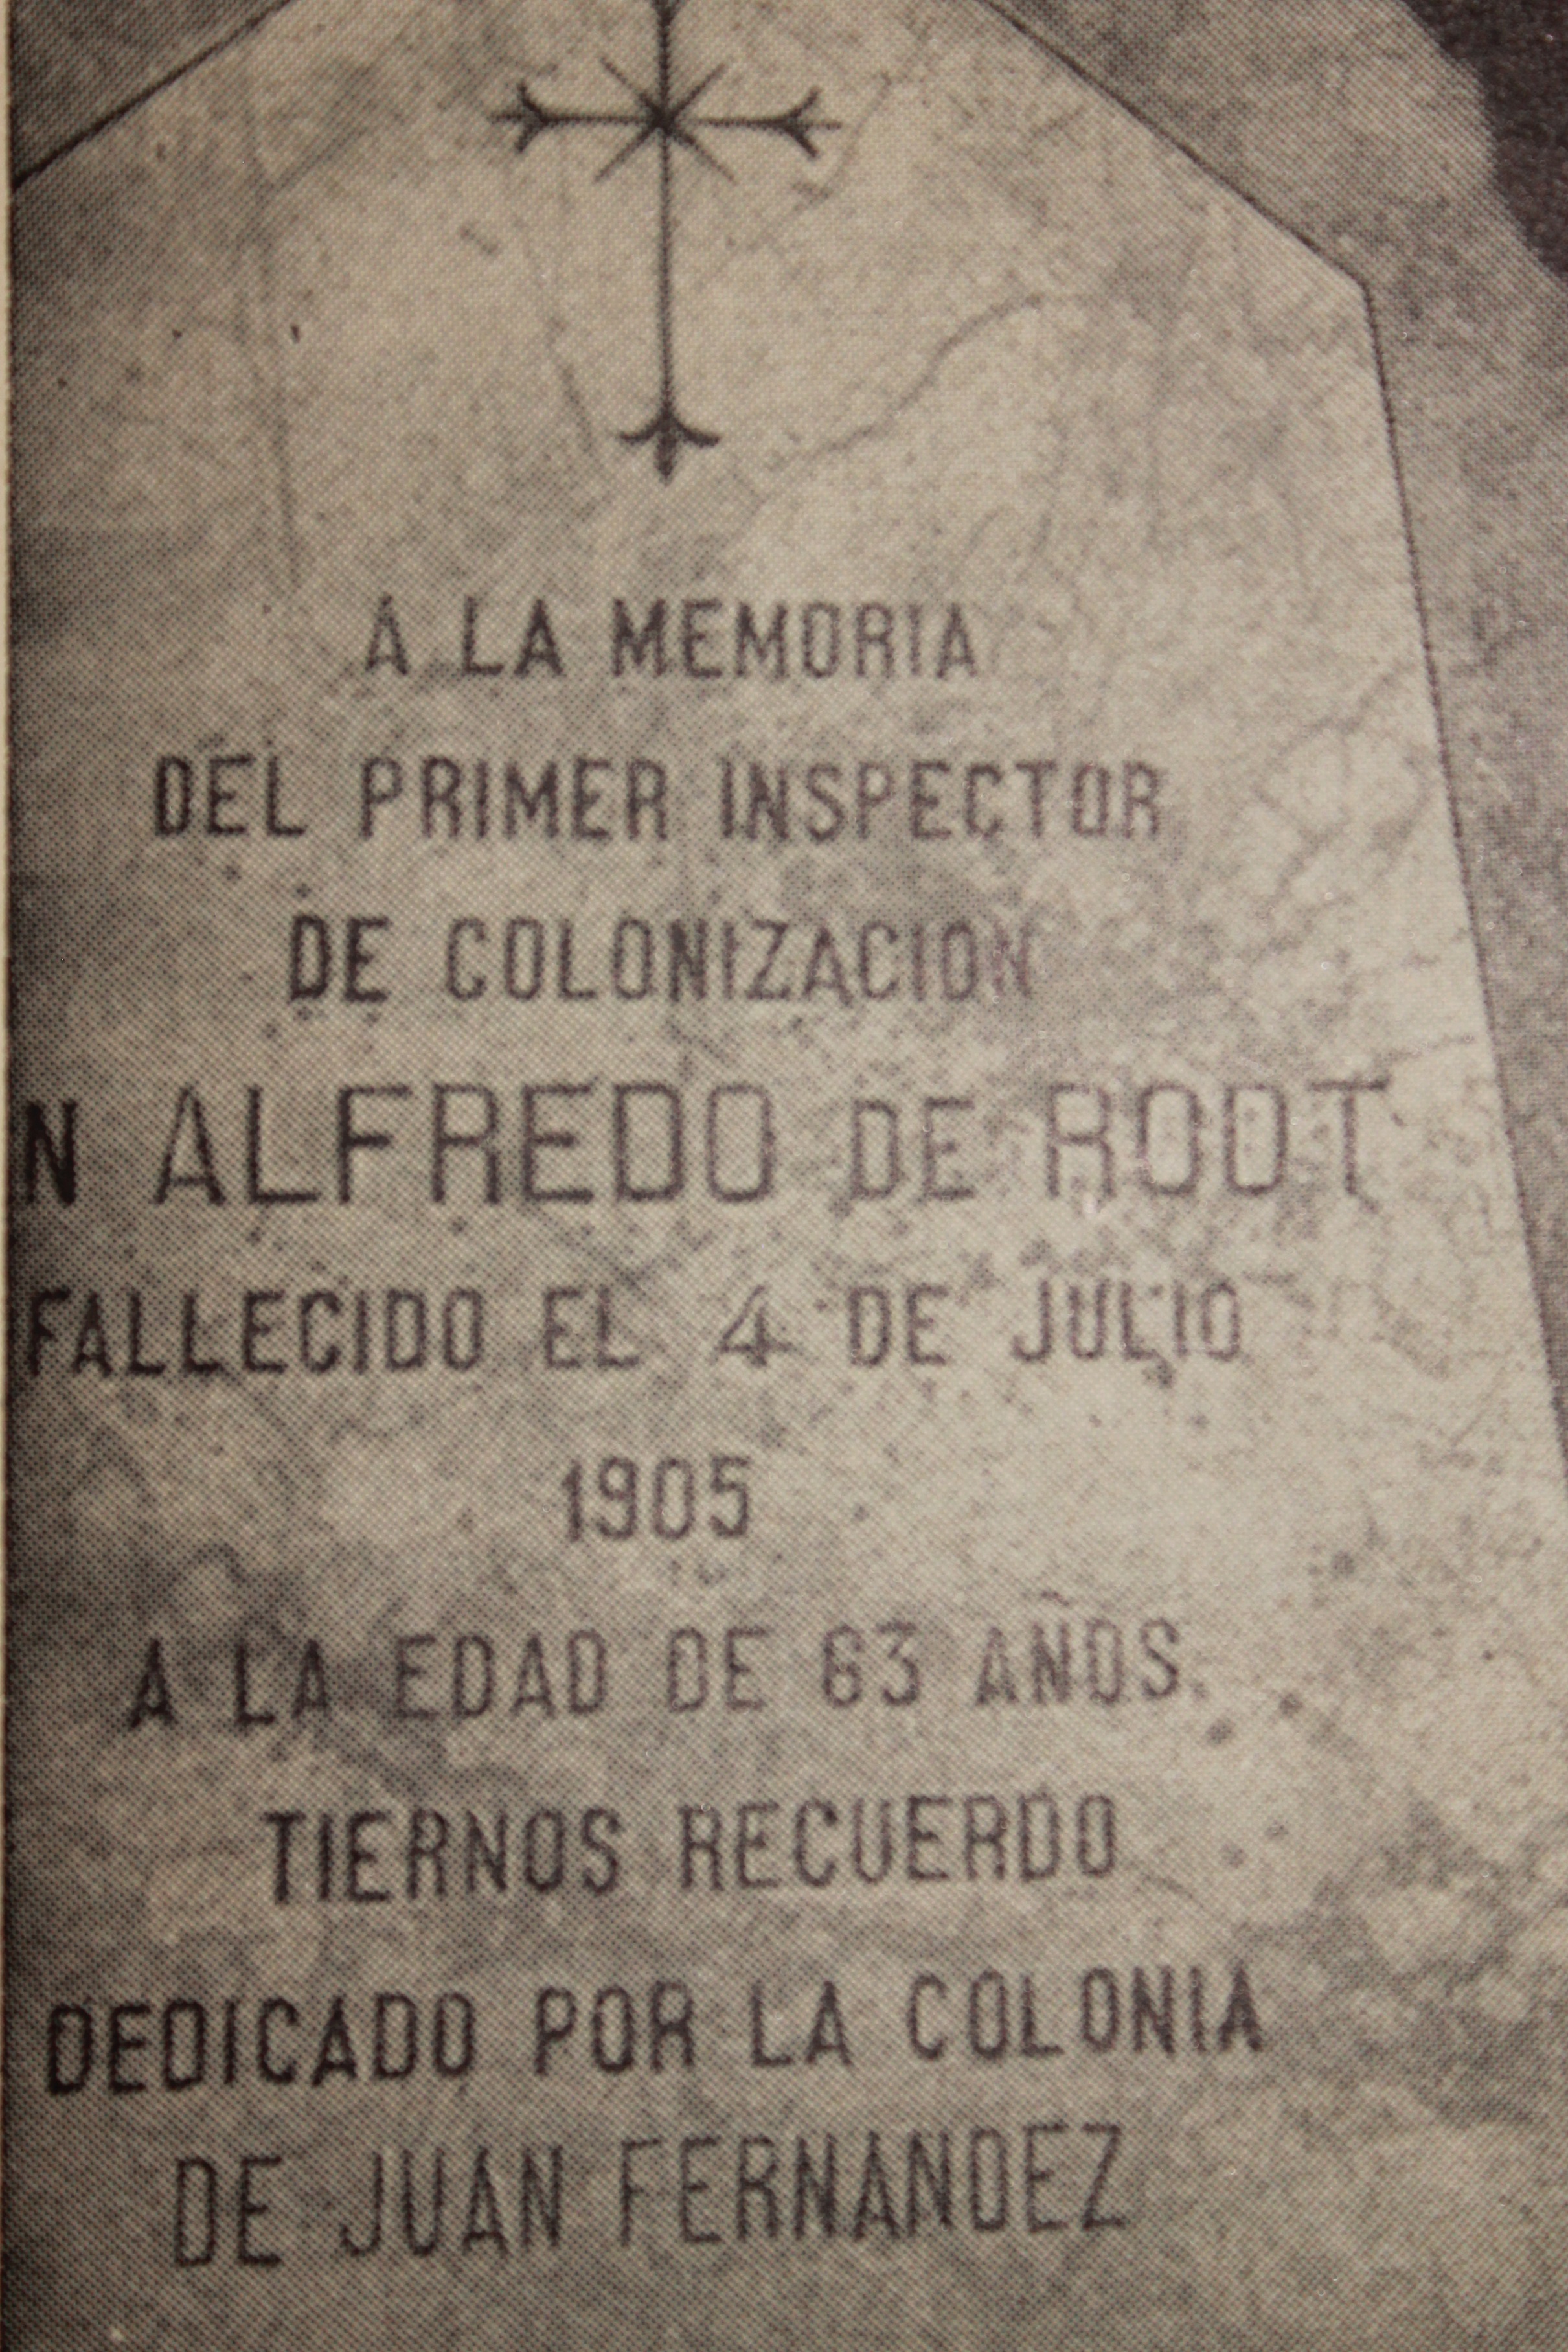 A LA MEMORIA
DEL PRIMER INSPECTOR
DE COLONIZACION
N ALFREDO DE RODT
FALLECIDO EL 4 DE JULIO
1905
A LA EDAD DE 63 AÑOS.
TIERNOS RECUERDO
DEDICADO POR LA COLONIA
DE JUAN FERNANDEZ